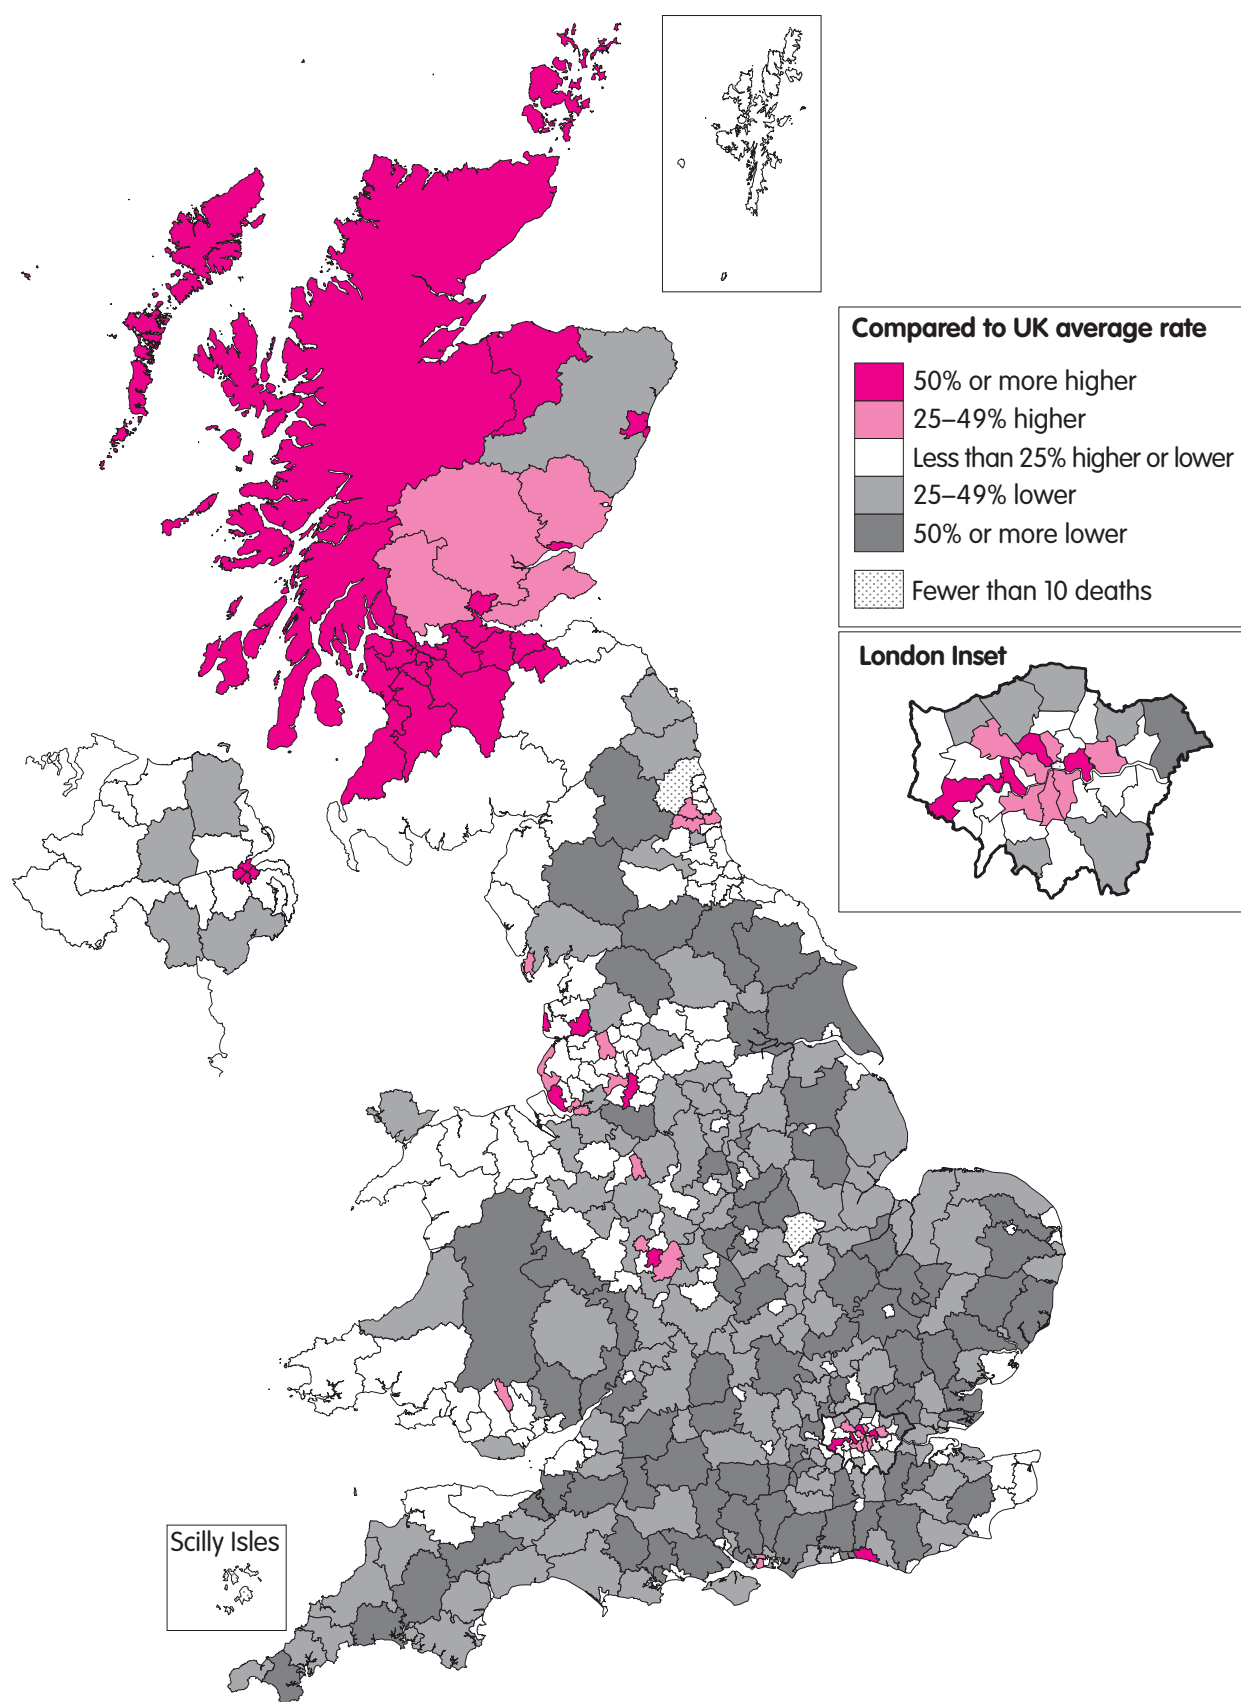 Compared to UK average rate
50% or more higher
25–49% higher
Less than 25% higher or lower
25–49% lower
50% or more lower
Fewer than 10 deaths
London Inset
Scilly Isles